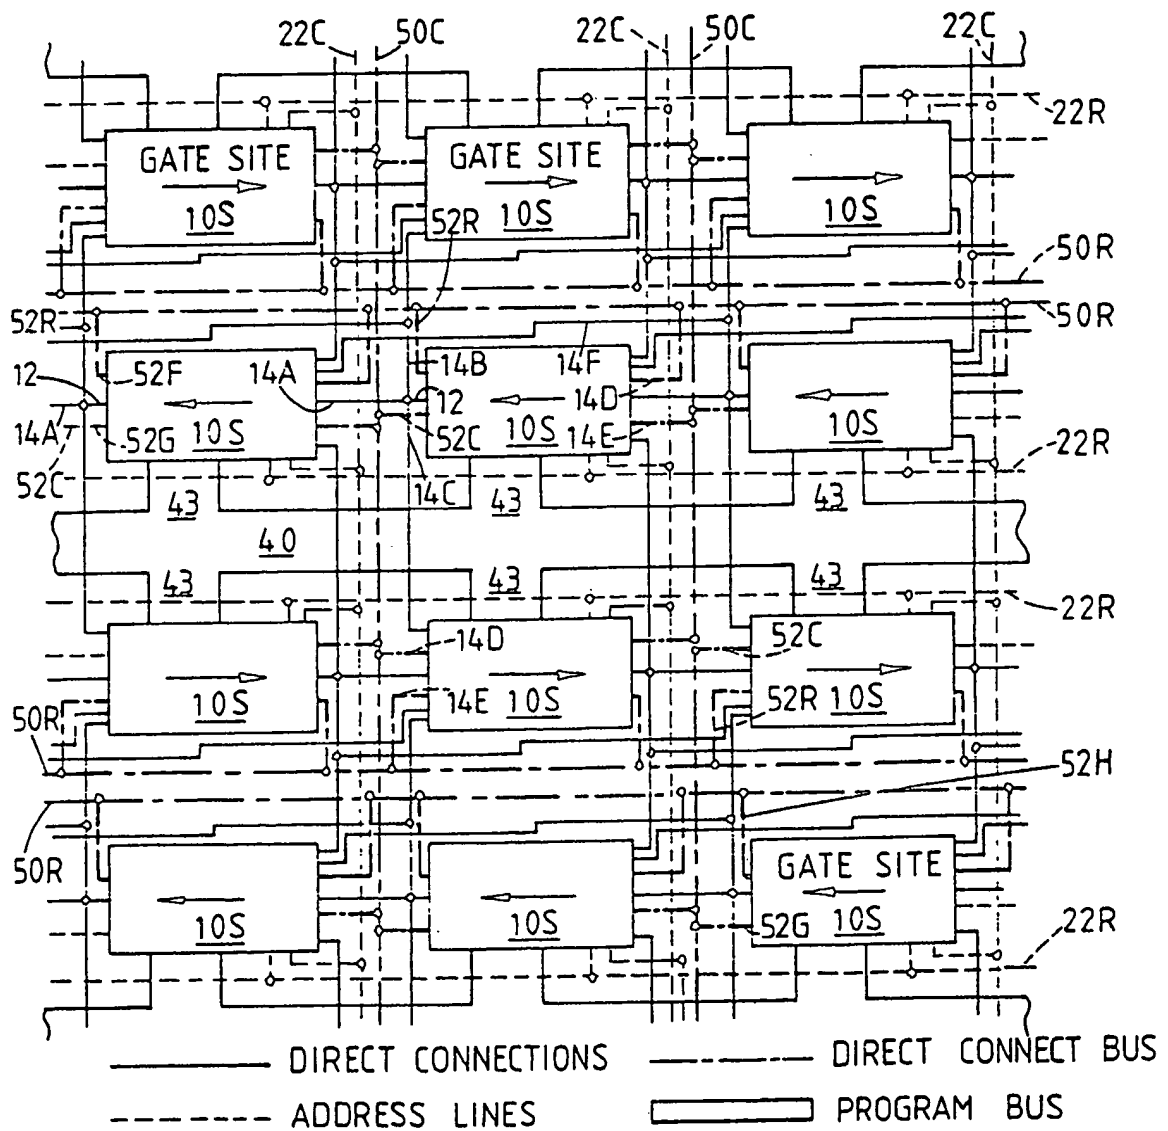 22C 50C 22C 50C 22C
22R
GATE SITE GATE SITE
10S 10S 10S
52R
50R
52R 50R
12 52F 14A 14B 14F
12 14D
14A 52G 10S 52C 10S 14E 10S
52C 14C 22R
43 43 43
40
43 43 43
22R
14D 52C
10S 14E 10S 52R 10S
50R
52H
50R
GATE SITE
10S 10S 52G 10S
22R
DIRECT CONNECTIONS DIRECT CONNECT BUS
ADDRESS LINES PROGRAM BUS